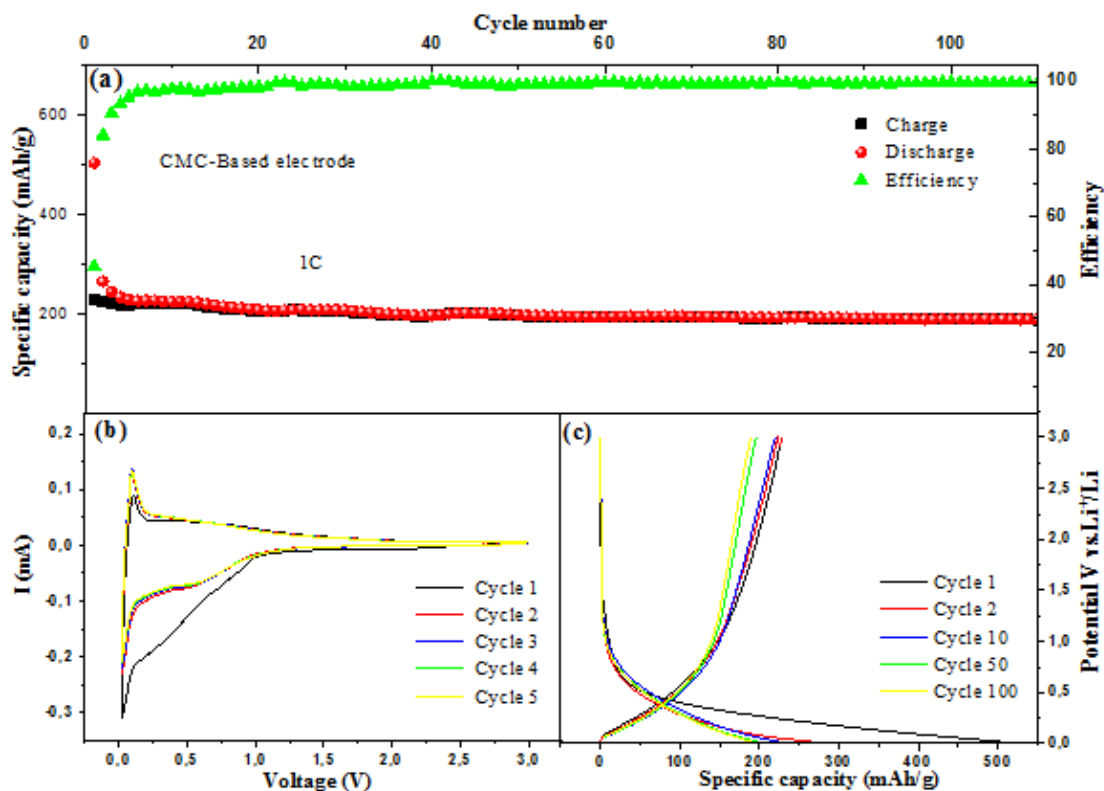 Cycle number
0 20 40 60 80 100
(a)
Specific capacity (mAh/g)
600
400
200
CMC-Based electrode
1C
Charge
Discharge
Efficiency
100
80
60
40
20
Efficiency
(b)
I (mA)
0,2
0,1
0,0
-0,1
-0,2
-0,3
Cycle 1
Cycle 2
Cycle 3
Cycle 4
Cycle 5
0,0 0,5 1,0 1,5 2,0 2,5 3,0
Voltage (V)
(c)
Cycle 1
Cycle 2
Cycle 10
Cycle 50
Cycle 100
3,0
2,5
2,0
1,5
1,0
0,5
0,0
Potential V vs.Li⁺/Li
0 100 200 300 400 500
Specific capacity (mAh/g)